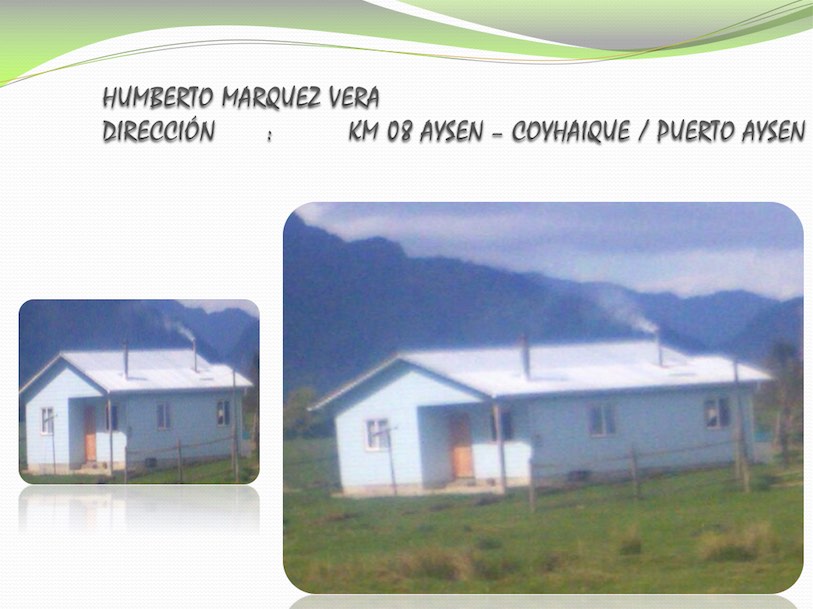 HUMBERTO MARQUEZ VERA
DIRECCIÓN : KM 08 AYSEN – COYHAIQUE / PUERTO AYSEN